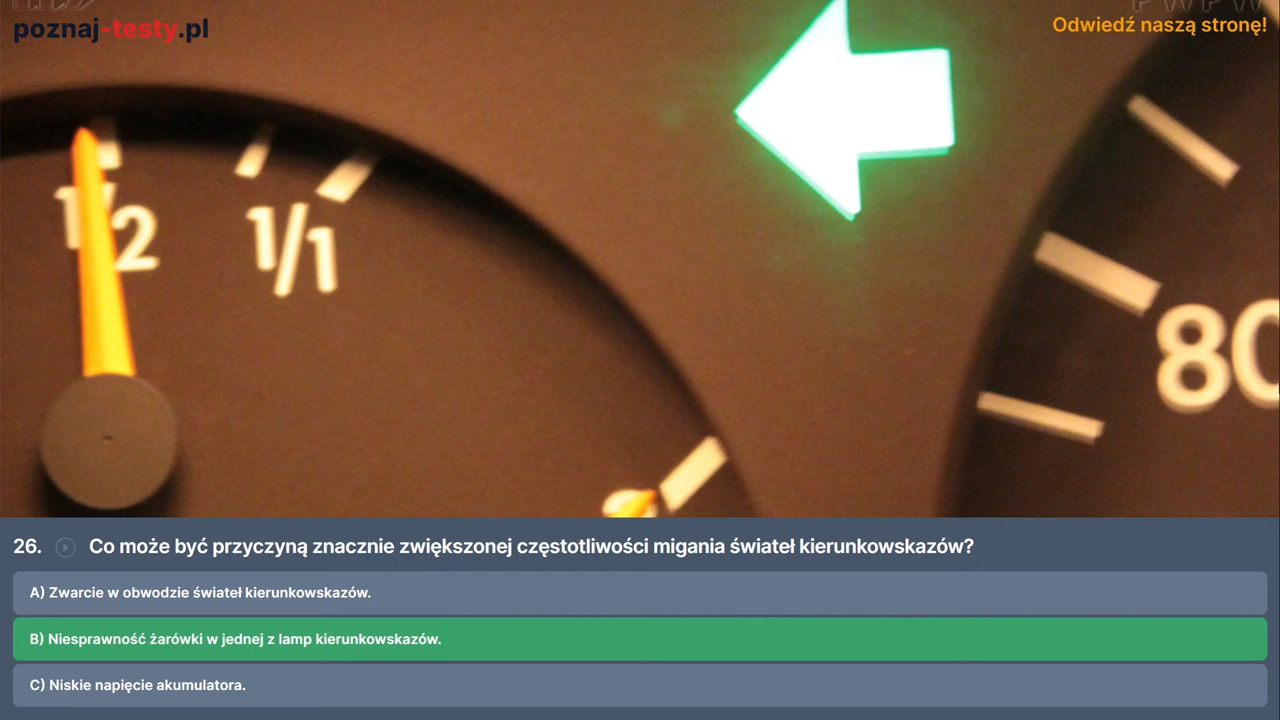 poznaj-testy.pl
Odwiedź naszą stronę!
1/2
1/1
80
26. Co może być przyczyną znacznie zwiększonej częstotliwości migania świateł kierunkowskazów?
A) Zwarcie w obwodzie świateł kierunkowskazów.
B) Niesprawność żarówki w jednej z lamp kierunkowskazów.
C) Niskie napięcie akumulatora.